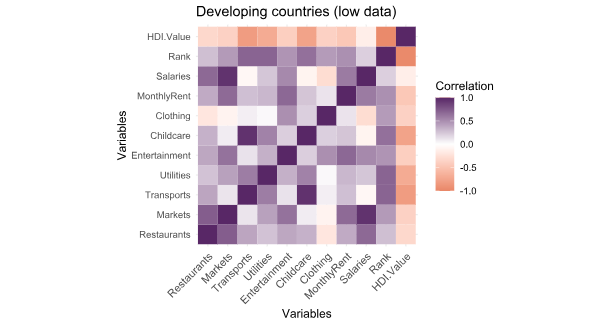 Developing countries (low data)
HDI.Value
Rank
Salaries
MonthlyRent
Clothing
Childcare
Entertainment
Utilities
Transports
Markets
Restaurants
Variables
Restaurants
Markets
Transports
Utilities
Entertainment
Childcare
Clothing
MonthlyRent
Salaries
Rank
HDI.Value
Variables
Correlation
1.0
0.5
0.0
-0.5
-1.0